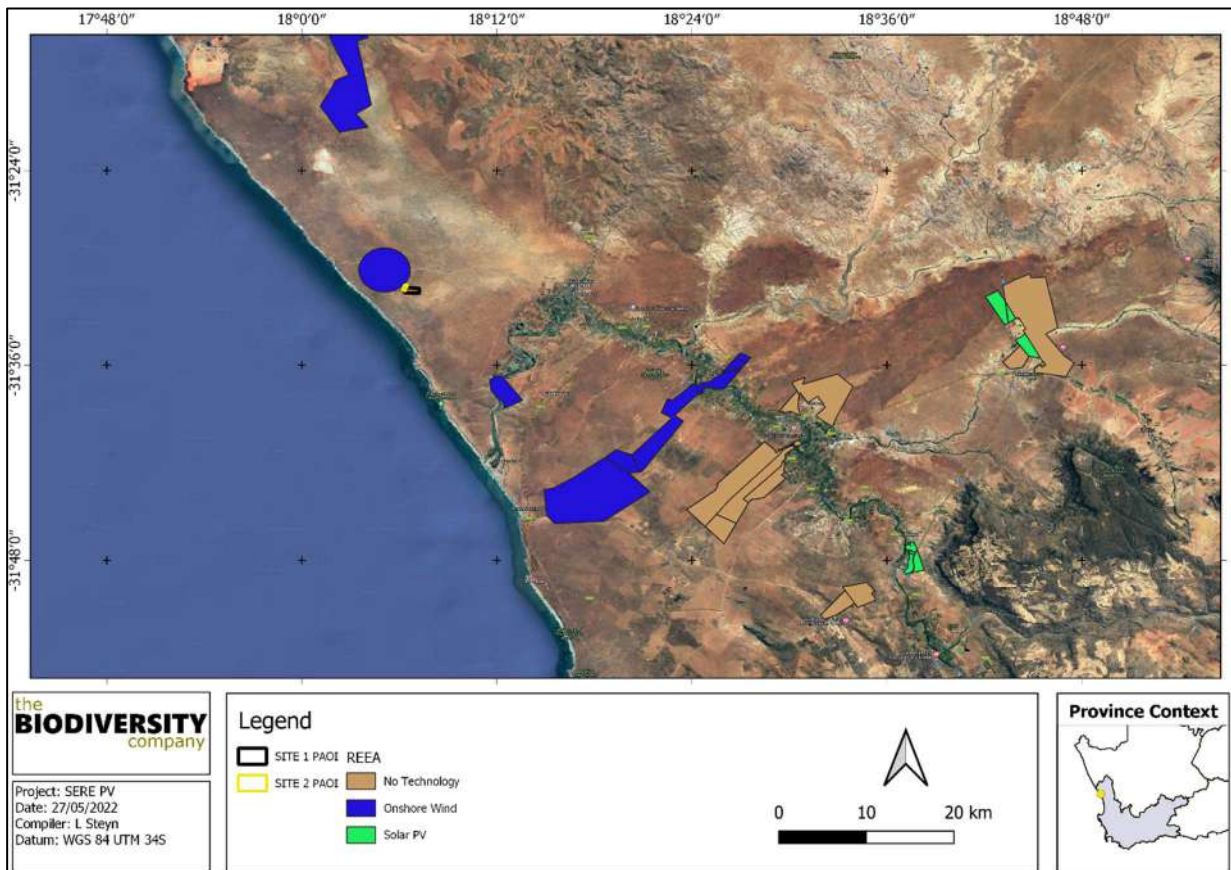 17°48′0″ 18°0′0″ 18°12′0″ 18°24′0″ 18°36′0″ 18°48′0″
-31°24′0″
-31°36′0″
-31°48′0″
the
BIODIVERSITY
company
Project: SERE PV
Date: 27/05/2022
Compiler: L Steyn
Datum: WGS 84 UTM 34S
Legend
SITE 1 PAOI
SITE 2 PAOI
REEA
No Technology
Onshore Wind
Solar PV
0 10 20 km
Province Context